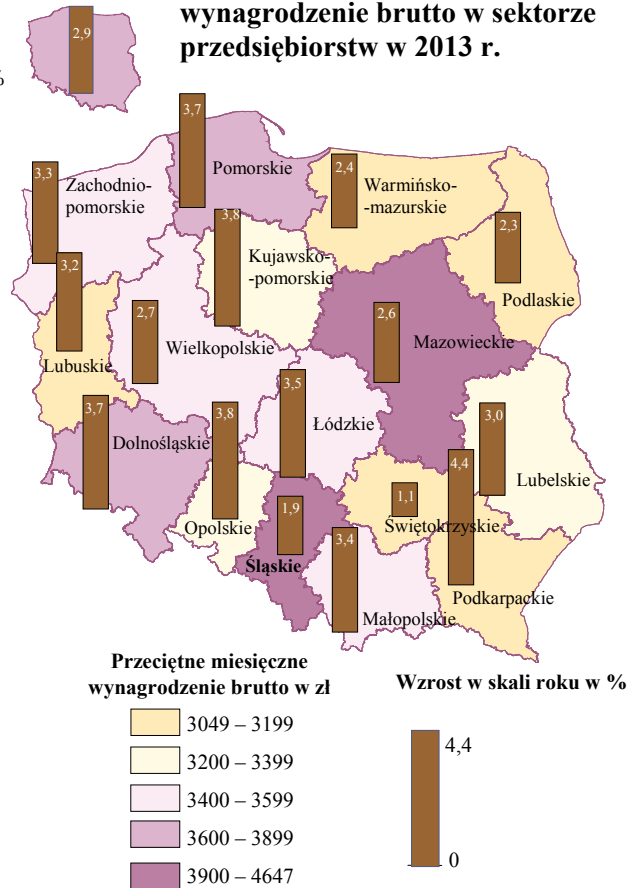 wynagrodzenie brutto w sektorze
przedsiębiorstw w 2013 r.
2,9
%
3,7
Pomorskie
3,3
Zachodnio-
pomorskie
2,4
Warmińsko-
-mazurskie
3,8
Kujawsko-
-pomorskie
2,3
Podlaskie
3,2
Lubuskie
2,7
Wielkopolskie
2,6
Mazowieckie
3,7
Dolnośląskie
3,8
Opolskie
3,5
Łódzkie
3,0
Lubelskie
4,4
Podkarpackie
1,1
Świętokrzyskie
1,9
Śląskie
3,4
Małopolskie
Przeciętne miesięczne
wynagrodzenie brutto w zł
3049 – 3199
3200 – 3399
3400 – 3599
3600 – 3899
3900 – 4647
Wzrost w skali roku w %
4,4
0